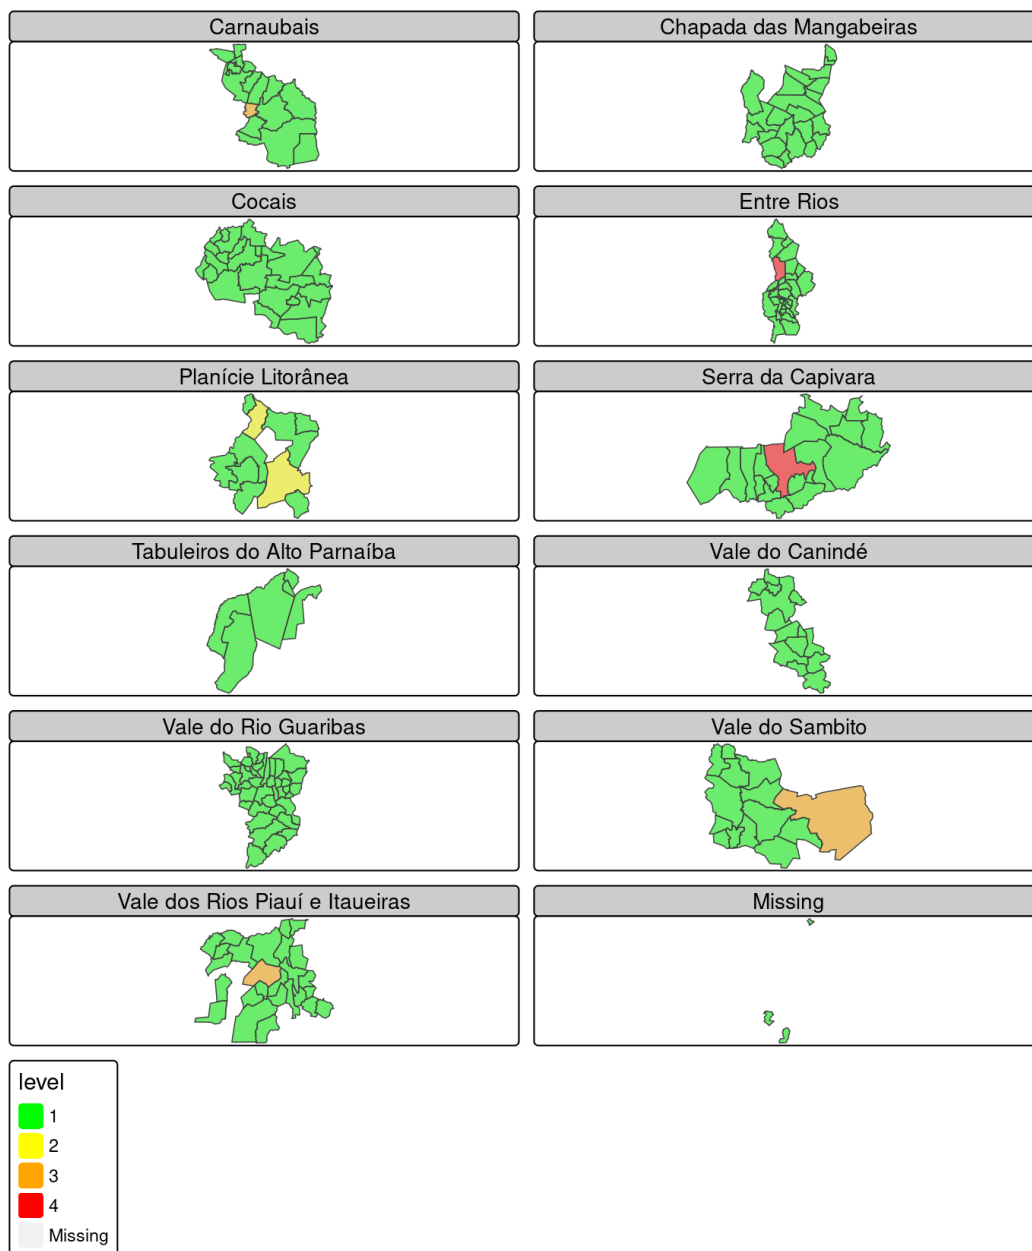 Carnaubais
Chapada das Mangabeiras
Cocais
Entre Rios
Planície Litorânea
Serra da Capivara
Tabuleiros do Alto Parnaíba
Vale do Canindé
Vale do Rio Guaribas
Vale do Sambito
Vale dos Rios Piauí e Itaueiras
Missing
level
1
2
3
4
Missing